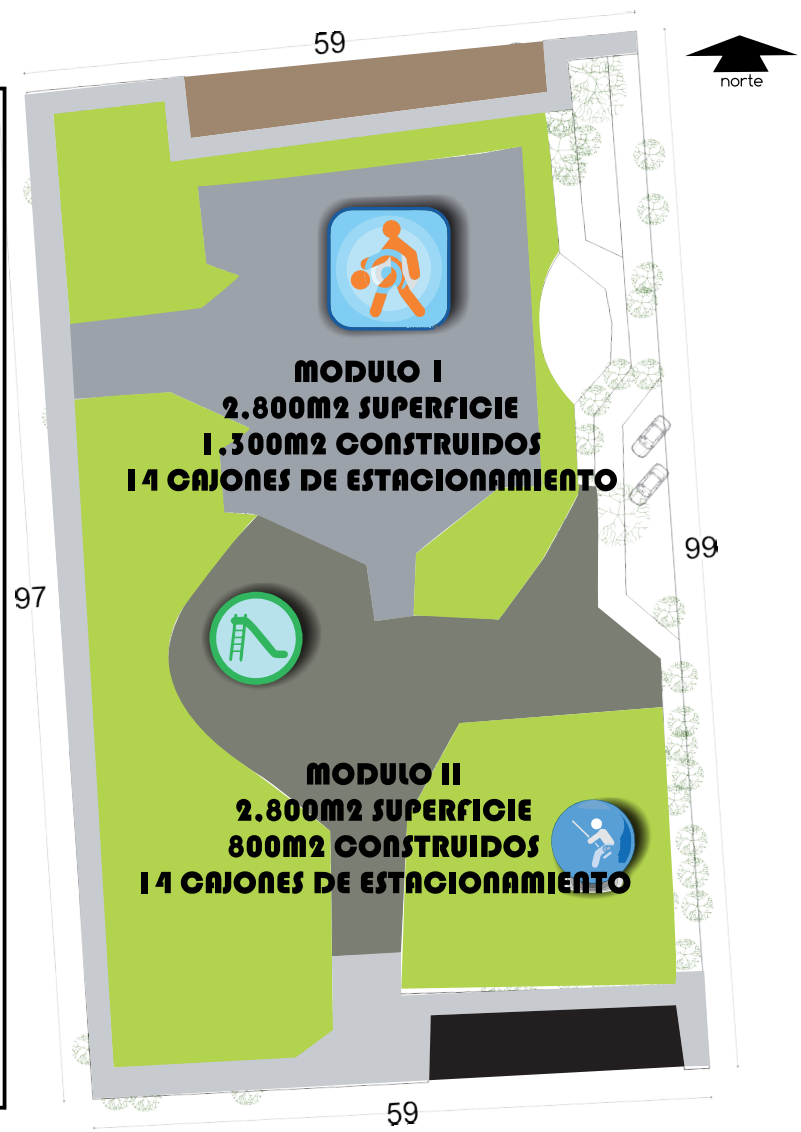 59
norte
MODULO I
2,800M2 SUPERFICIE
1,300M2 CONSTRUIDOS
14 CAJONES DE ESTACIONAMIENTO
99
97
MODULO II
2,800M2 SUPERFICIE
800M2 CONSTRUIDOS
14 CAJONES DE ESTACIONAMIENTO
59